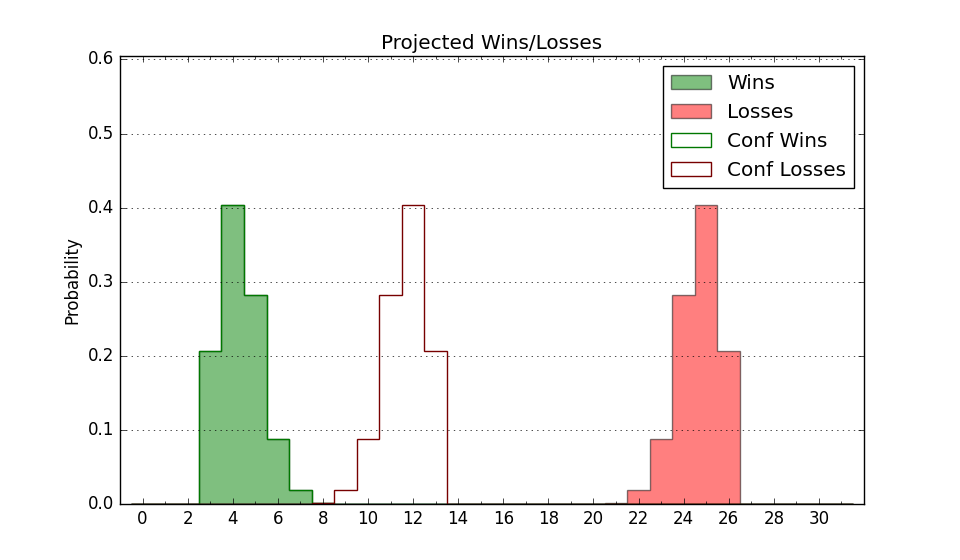 Projected Wins/Losses
0.6
0.5
0.4
0.3
0.2
0.1
0.0
Probability
Wins
Losses
Conf Wins
Conf Losses
0 2 4 6 8 10 12 14 16 18 20 22 24 26 28 30